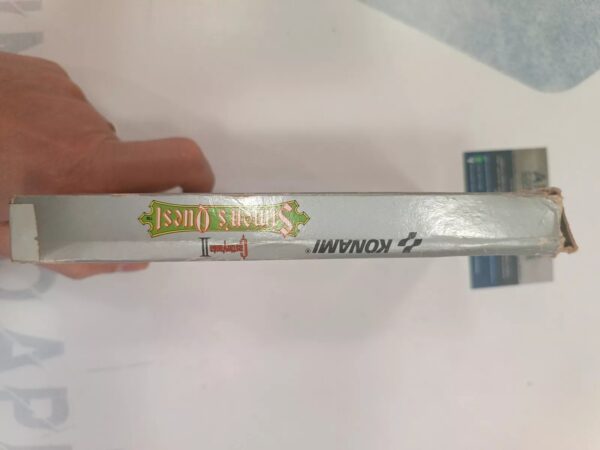 KONAMI®
Castlevania II
Simon's Quest